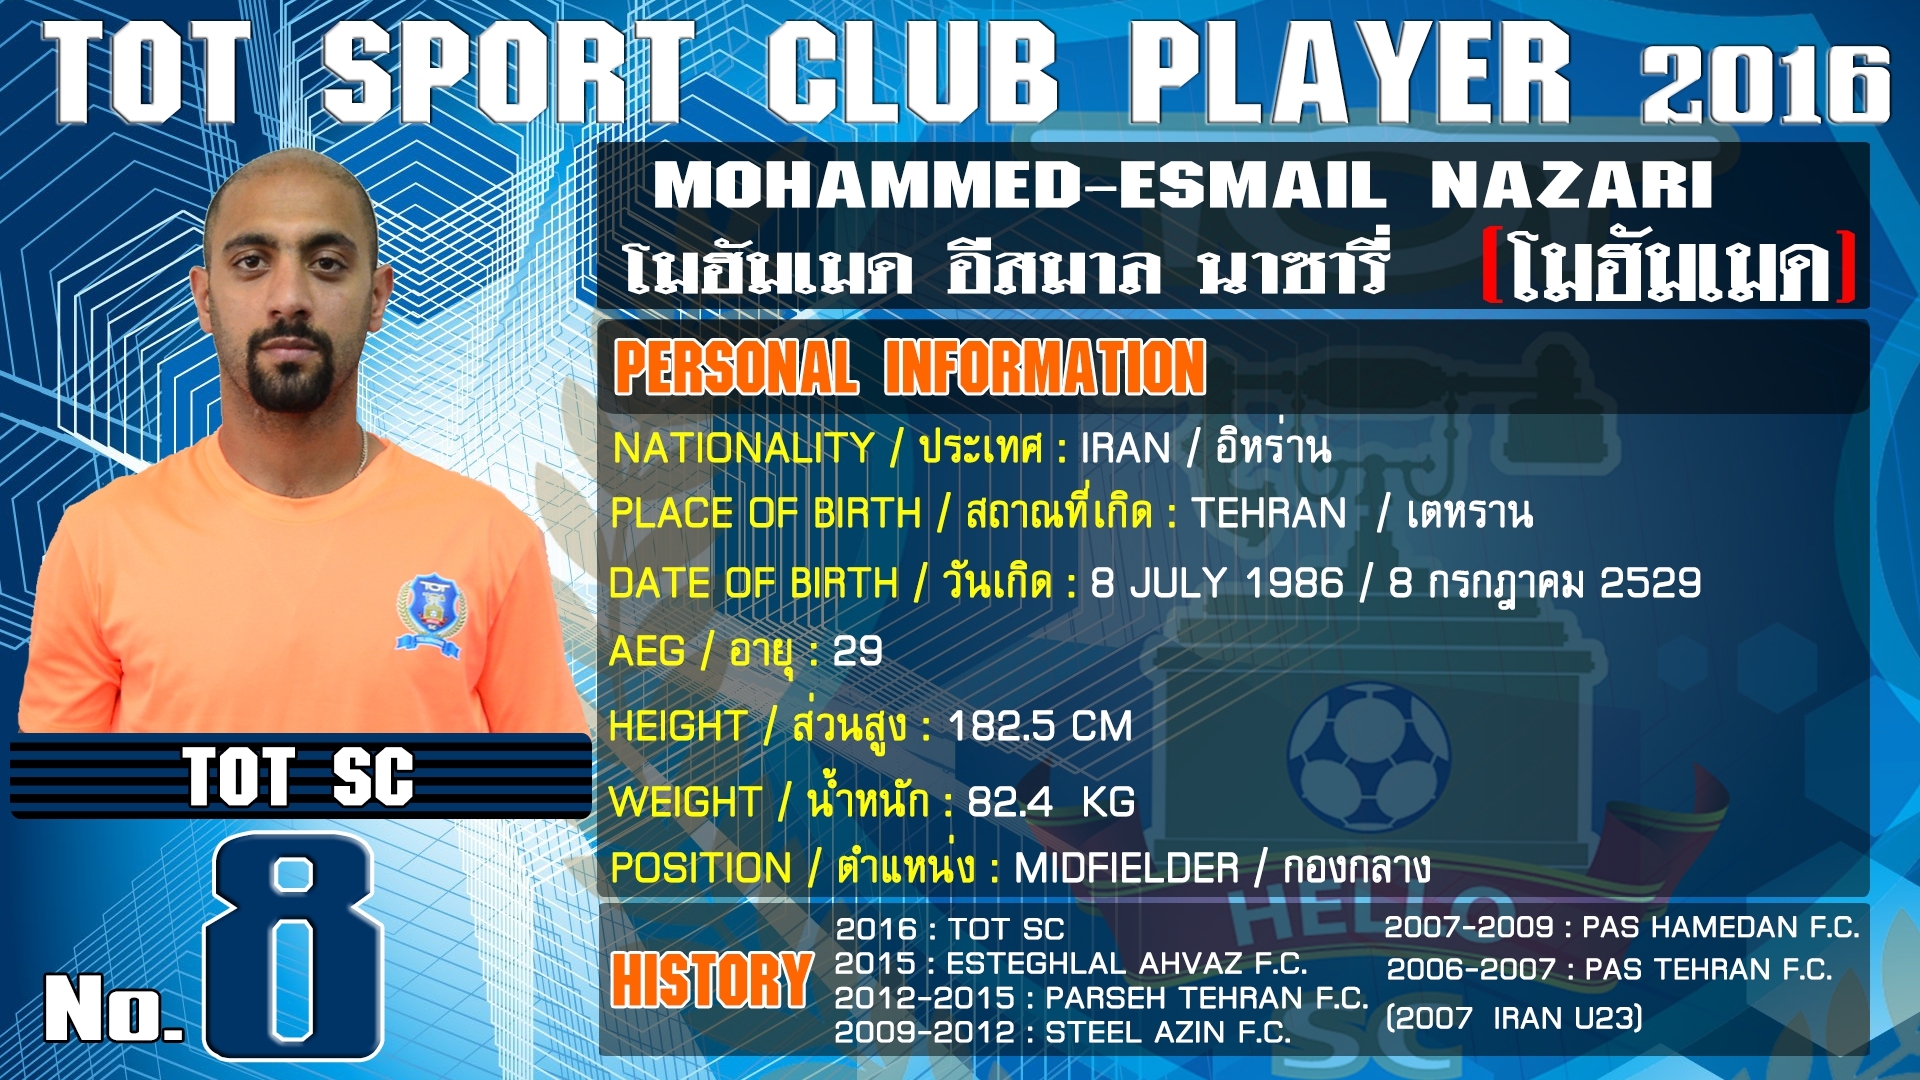 TOT SPORT CLUB PLAYER 2016
MOHAMMED-ESMAIL NAZARI
โมฮัมเมด อีสมาล นาซารี่ (โมฮัมเมด)
PERSONAL INFORMATION
NATIONALITY / ประเทศ : IRAN / อิหร่าน
PLACE OF BIRTH / สถาณที่เกิด : TEHRAN / เตหราน
DATE OF BIRTH / วันเกิด : 8 JULY 1986 / 8 กรกฎาคม 2529
AEG / อายุ : 29
HEIGHT / ส่วนสูง : 182.5 CM
WEIGHT / น้ำหนัก : 82.4 KG
POSITION / ตำแหน่ง : MIDFIELDER / กองกลาง
TOT SC
No. 8
HISTORY
2016 : TOT SC
2015 : ESTEGHLAL AHVAZ F.C.
2012-2015 : PARSEH TEHRAN F.C.
2009-2012 : STEEL AZIN F.C.
2007-2009 : PAS HAMEDAN F.C.
2006-2007 : PAS TEHRAN F.C.
(2007 IRAN U23)
TOT
HELLO
SC
TOT
SC